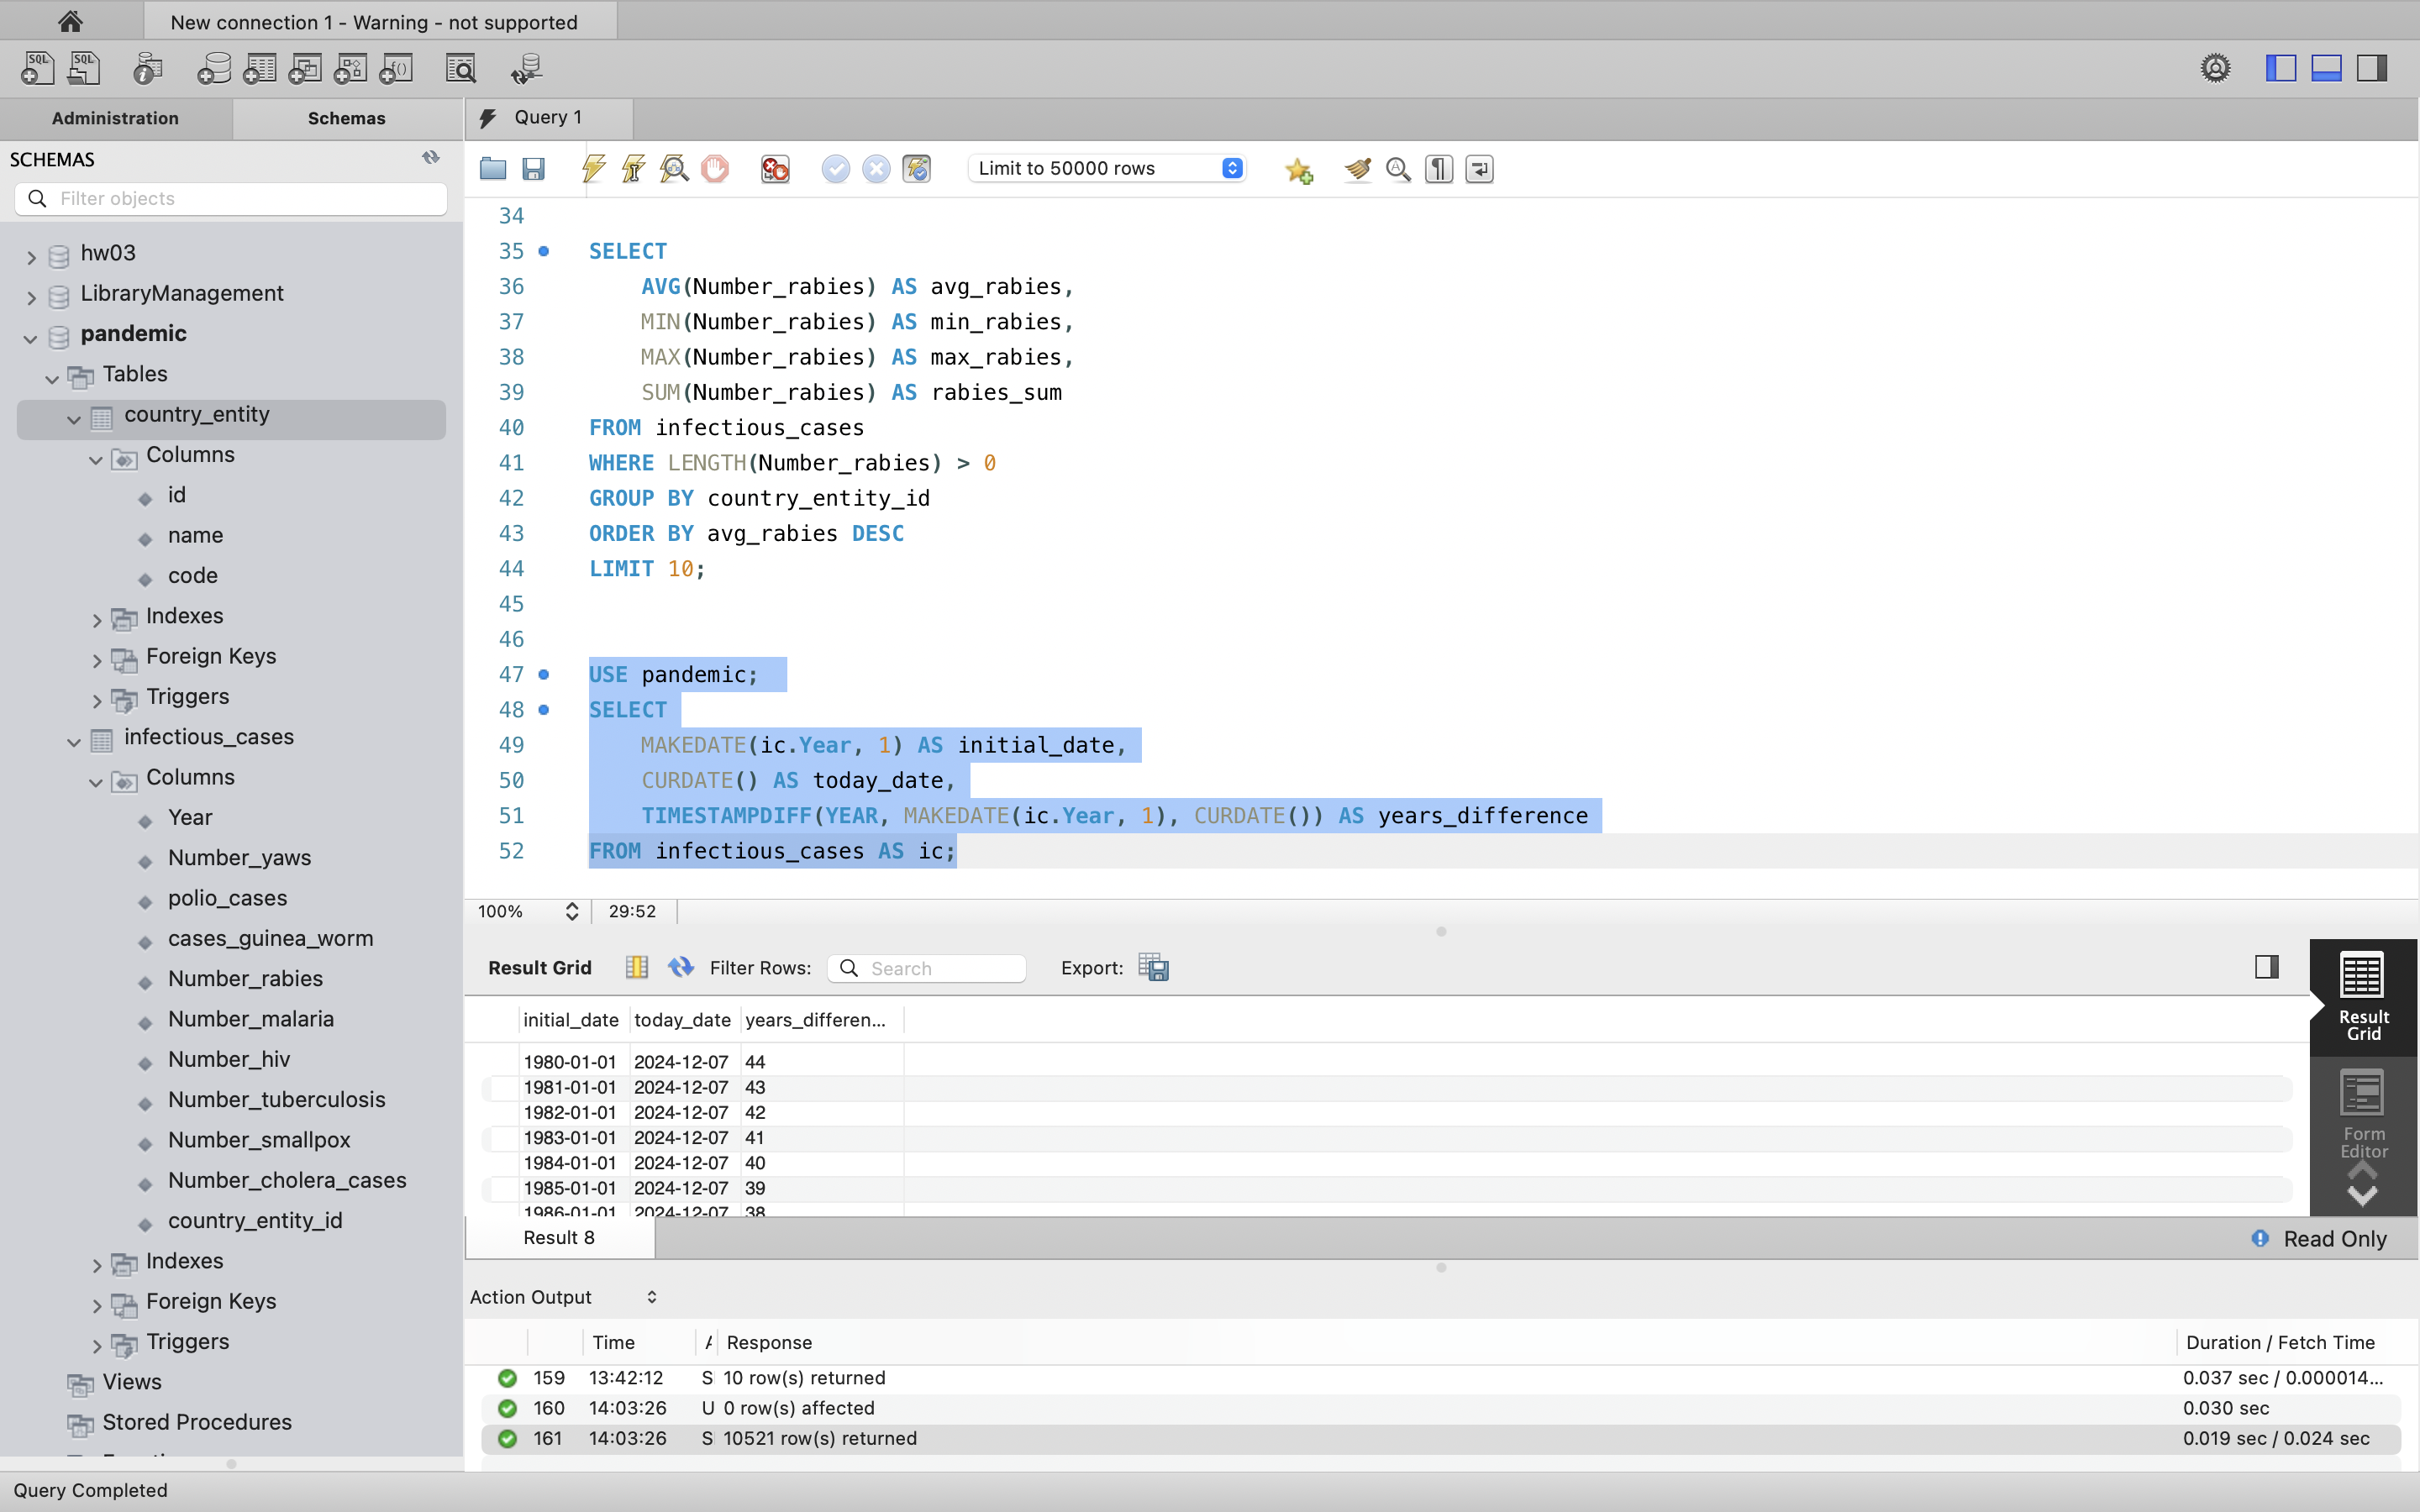 New connection 1 - Warning - not supported
SQL SQL
Administration
Schemas
Query 1
SCHEMAS
Filter objects
Limit to 50000 rows
hw03
LibraryManagement
pandemic
Tables
country_entity
Columns
id
name
code
Indexes
Foreign Keys
Triggers
infectious_cases
Columns
Year
Number_yaws
polio_cases
cases_guinea_worm
Number_rabies
Number_malaria
Number_hiv
Number_tuberculosis
Number_smallpox
Number_cholera_cases
country_entity_id
Indexes
Foreign Keys
Triggers
Views
Stored Procedures
34
35 SELECT
36 AVG(Number_rabies) AS avg_rabies,
37 MIN(Number_rabies) AS min_rabies,
38 MAX(Number_rabies) AS max_rabies,
39 SUM(Number_rabies) AS rabies_sum
40 FROM infectious_cases
41 WHERE LENGTH(Number_rabies) > 0
42 GROUP BY country_entity_id
43 ORDER BY avg_rabies DESC
44 LIMIT 10;
45
46
47 USE pandemic;
48 SELECT
49 MAKEDATE(ic.Year, 1) AS initial_date,
50 CURDATE() AS today_date,
51 TIMESTAMPDIFF(YEAR, MAKEDATE(ic.Year, 1), CURDATE()) AS years_difference
52 FROM infectious_cases AS ic;
100% 29:52
Result Grid Filter Rows: Search Export:
initial_date today_date years_differen...
1980-01-01 2024-12-07 44
1981-01-01 2024-12-07 43
1982-01-01 2024-12-07 42
1983-01-01 2024-12-07 41
1984-01-01 2024-12-07 40
1985-01-01 2024-12-07 39
1986-01-01 2024-12-07 38
Result
Grid
Form
Editor
Result 8
Read Only
Action Output
Time Response Duration / Fetch Time
159 13:42:12 S 10 row(s) returned 0.037 sec / 0.000014...
160 14:03:26 U 0 row(s) affected 0.030 sec
161 14:03:26 S 10521 row(s) returned 0.019 sec / 0.024 sec
Query Completed